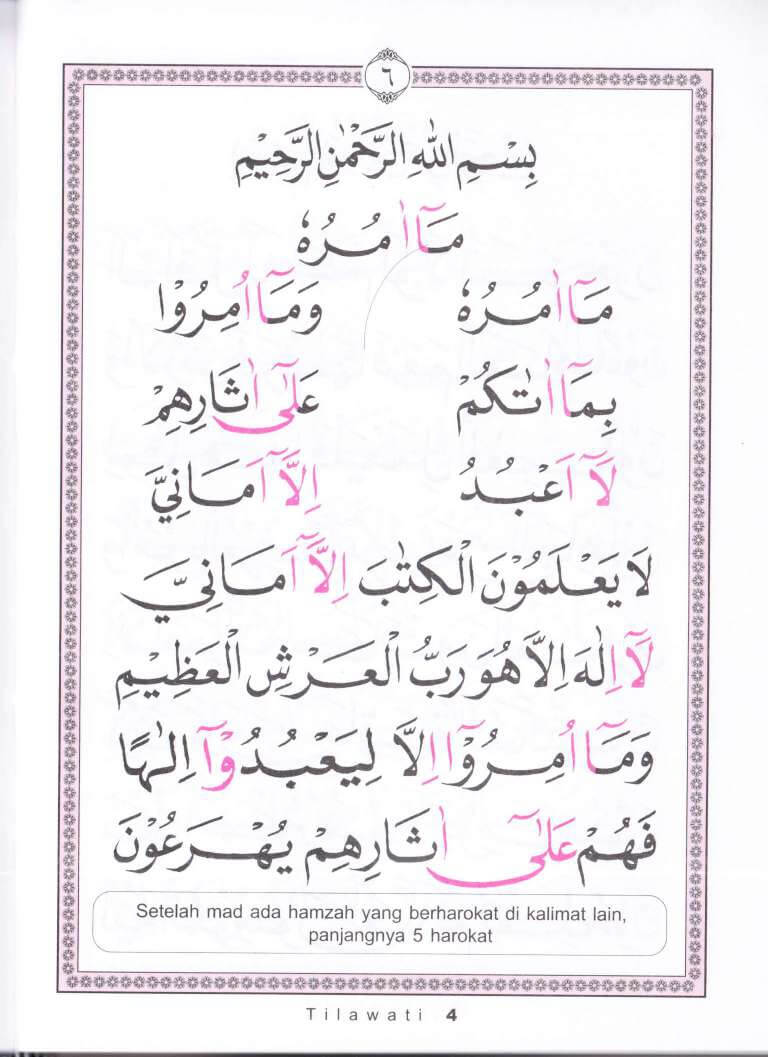 ٦
بِسْمِ اللّٰهِ الرَّحْمٰنِ الرَّحِيْمِ
مَآ اٰمُرُهٗ
مَآ اٰمُرُهٗ وَمَآ اُمِرُوْا
بِمَآ اٰتٰكُمْ عَلٰٓى اٰثَارِهِمْ
لَآ اَعْبُدُ اِلَّآ اَمَانِيَّ
لَا يَعْلَمُوْنَ الْكِتٰبَ اِلَّآ اَمَانِيَّ
لَآ اِلٰهَ اِلَّا هُوَ رَبُّ الْعَرْشِ الْعَظِيْمِ
وَمَآ اُمِرُوْٓا اِلَّا لِيَعْبُدُوْٓا اِلٰهًا
فَهُمْ عَلٰٓى اٰثَارِهِمْ يُهْرَعُوْنَ
Setelah mad ada hamzah yang berharokat di kalimat lain,
panjangnya 5 harokat
Tilawati 4